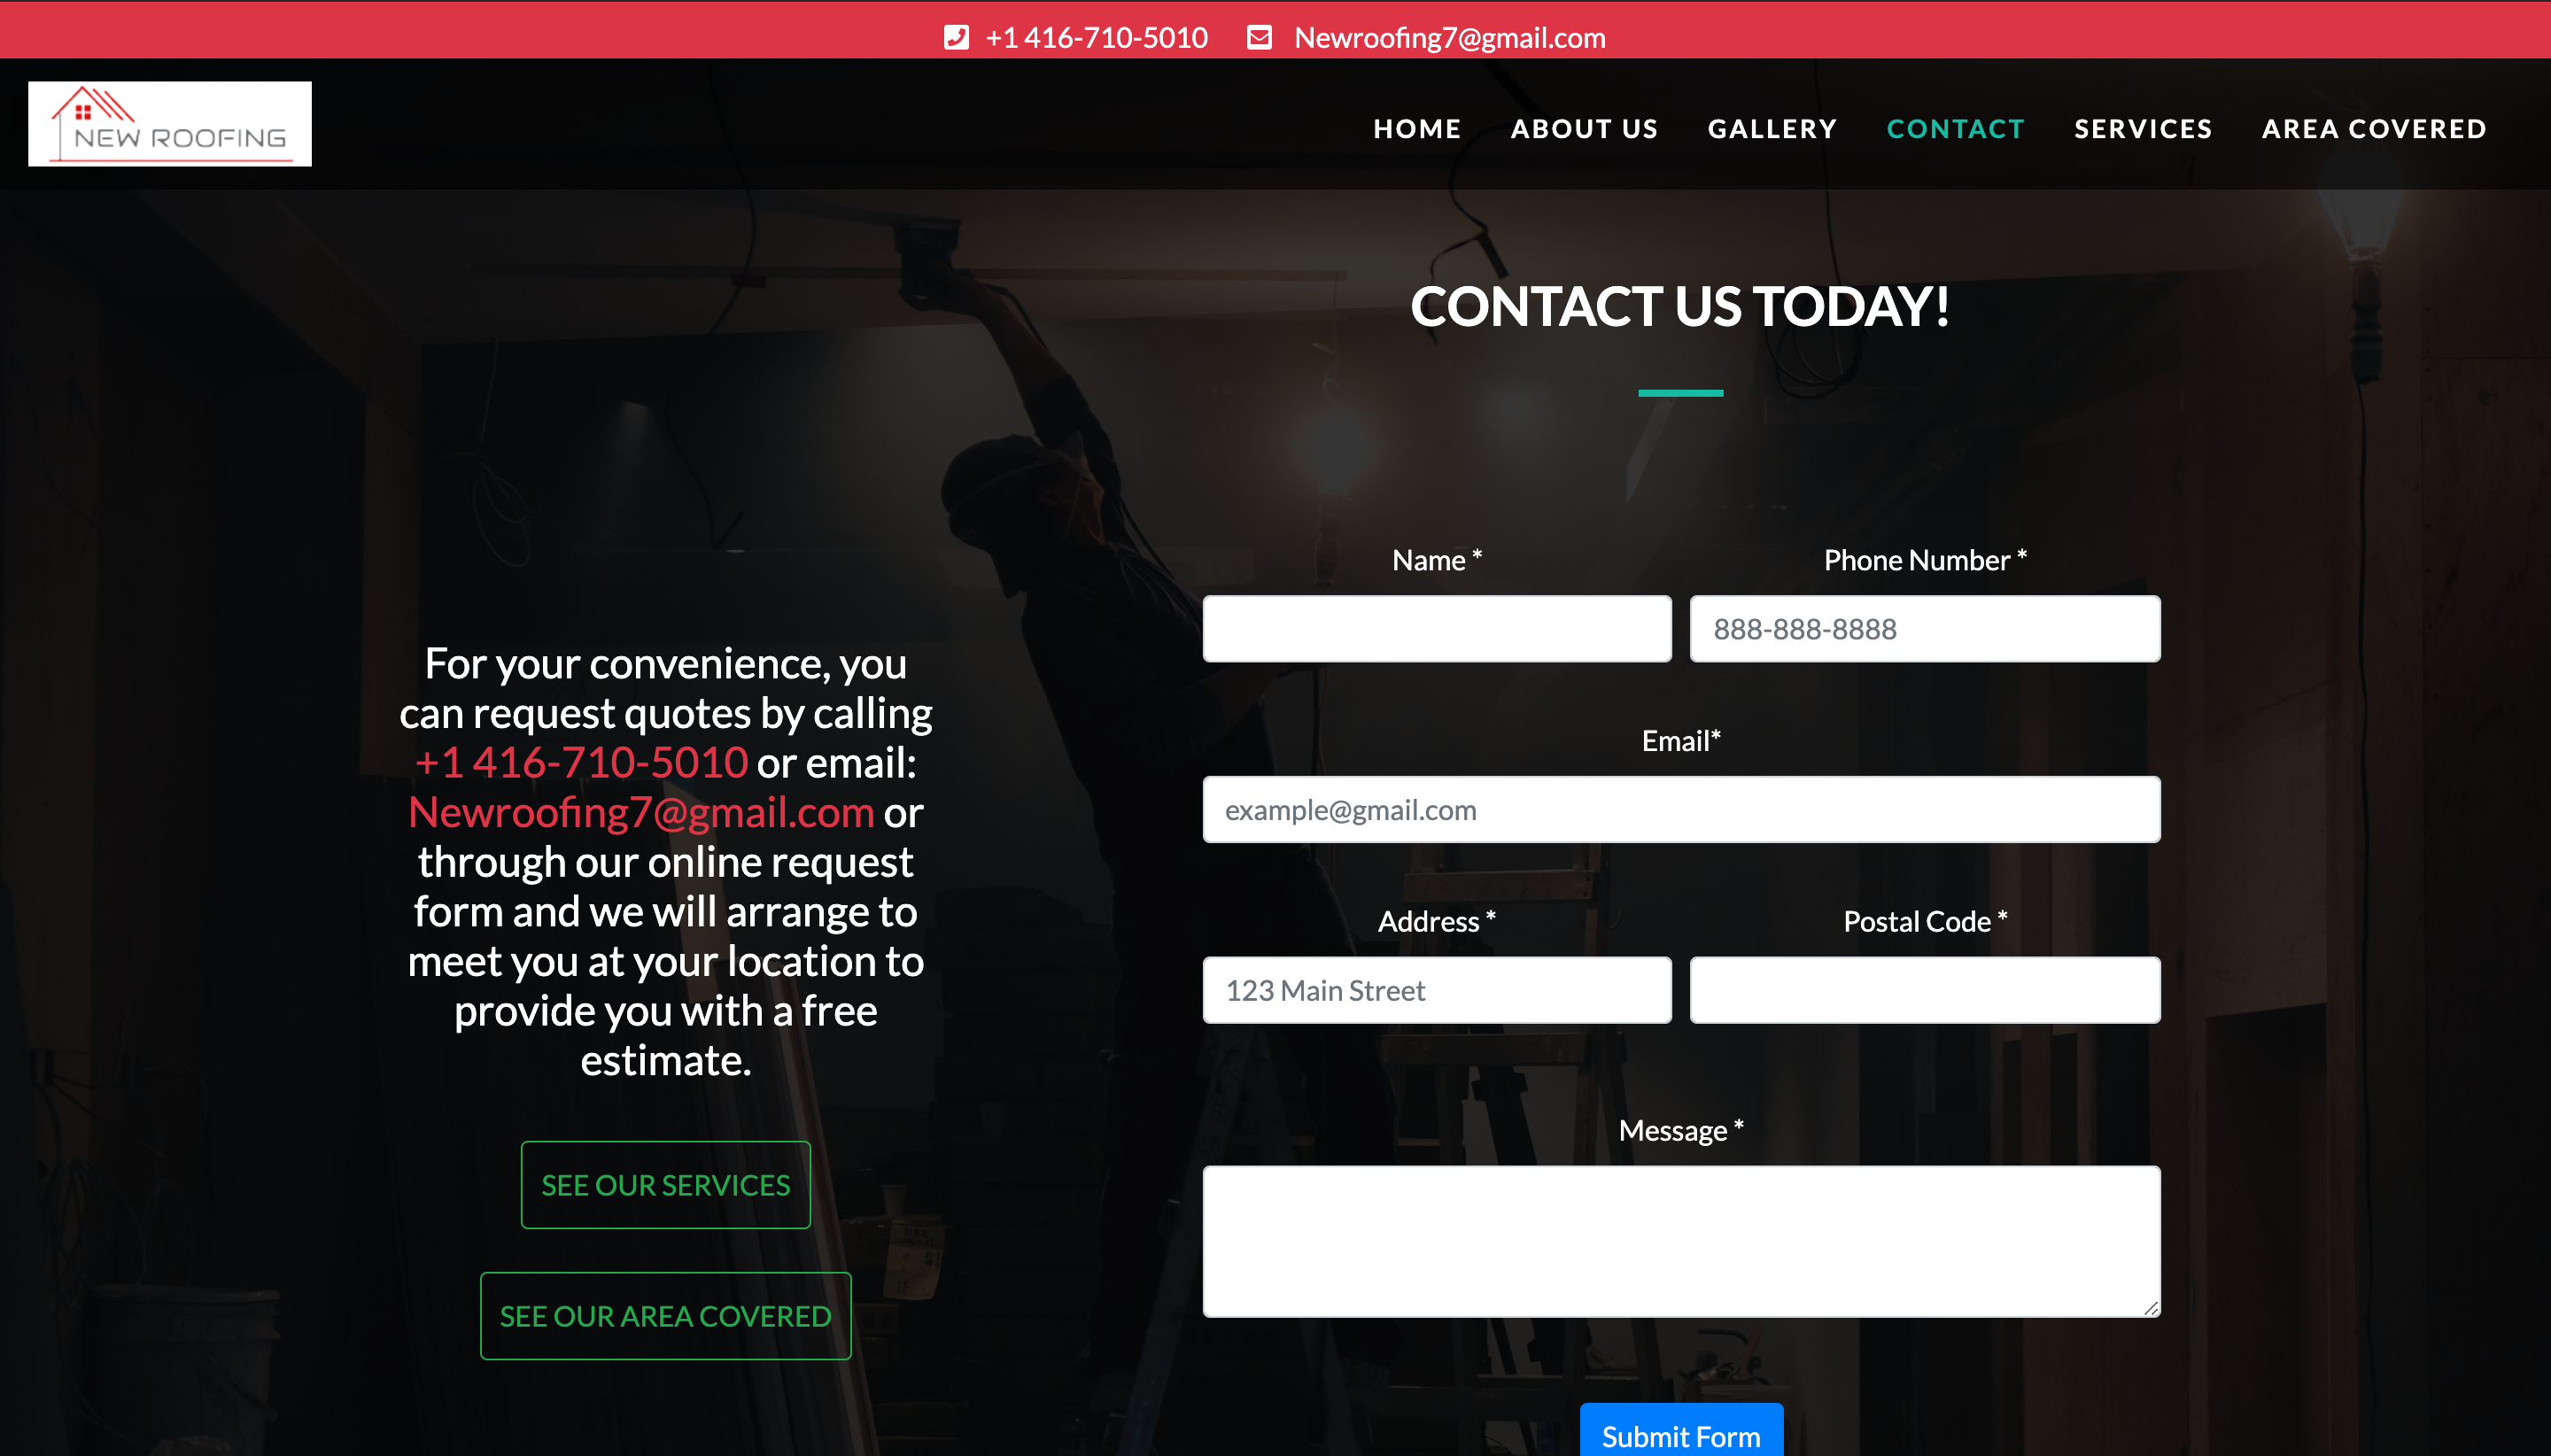 +1 416-710-5010 Newroofing7@gmail.com
NEW ROOFING
HOME ABOUT US GALLERY CONTACT SERVICES AREA COVERED
CONTACT US TODAY!
For your convenience, you
can request quotes by calling
+1 416-710-5010 or email:
Newroofing7@gmail.com or
through our online request
form and we will arrange to
meet you at your location to
provide you with a free
estimate.
SEE OUR SERVICES
SEE OUR AREA COVERED
Name * Phone Number *
888-888-8888
Email*
example@gmail.com
Address * Postal Code *
123 Main Street
Message *
Submit Form